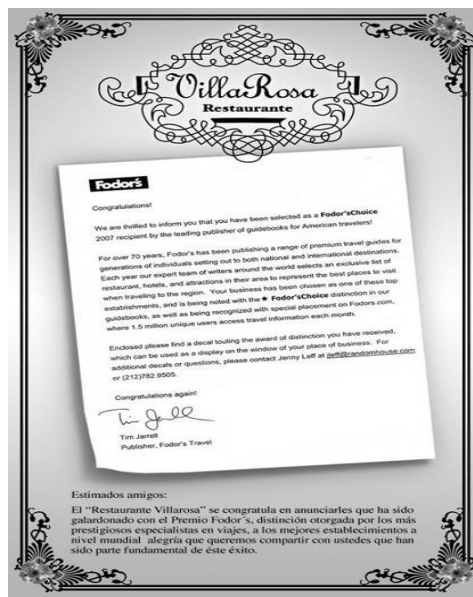 VillaRosa
Restaurante
Fodor's
Congratulations!
We are thrilled to inform you that you have been selected as a Fodor'sChoice
2007 recipient by the leading publisher of guidebooks for American travelers!
For over 70 years, Fodor's has been publishing a range of premium travel guides for
generations of individuals setting out to both national and international destinations.
Each year our expert team of writers around the world selects an exclusive list of
restaurant, hotels, and attractions in their area to represent the best places to visit
when traveling to the region. Your business has been chosen as one of these top
establishments, and is being noted with the ★ Fodor'sChoice distinction in our
guidebooks, as well as being recognized with special placement on Fodors.com,
where 1.5 million unique users access travel information each month.
Enclosed please find a decal touting the award of distinction you have received,
which can be used as a display on the window of your place of business. For
additional decals or questions, please contact Jenny Leff at jleff@randomhouse.com
or (212)782.9505.
Congratulations again!
Tim Jarrell
Tim Jarrell
Publisher, Fodor's Travel
Estimados amigos:
El “Restaurante Villarosa” se congratula en anunciarles que ha sido
galardonado con el Premio Fodor´s, distinción otorgada por los más
prestigiosos especialistas en viajes, a los mejores establecimientos a
nivel mundial alegría que queremos compartir con ustedes que han
sido parte fundamental de éste éxito.